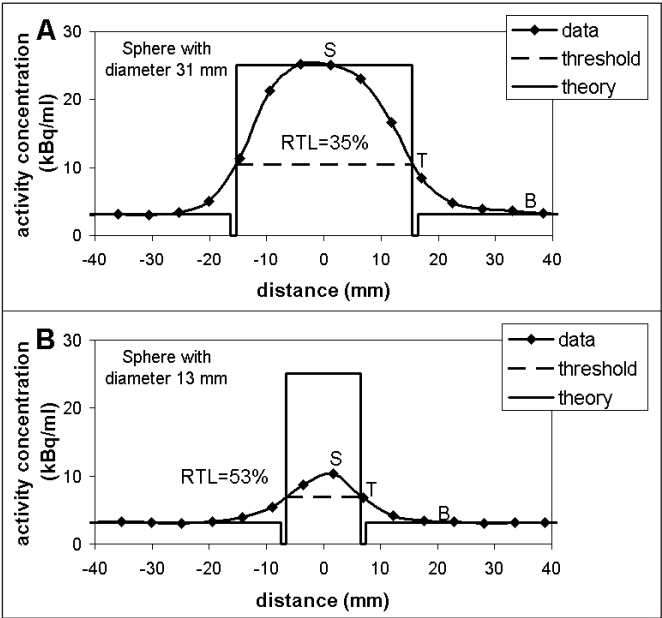 A
Sphere with
diameter 31 mm
S
data
threshold
theory
RTL=35%
T
B
activity concentration
(kBq/ml)
30
25
20
10
0
-40 -30 -20 -10 0 10 20 30 40
distance (mm)
B
Sphere with
diameter 13 mm
data
threshold
theory
S
RTL=53%
T
B
activity concentration
(kBq/ml)
30
20
10
0
-40 -30 -20 -10 0 10 20 30 40
distance (mm)